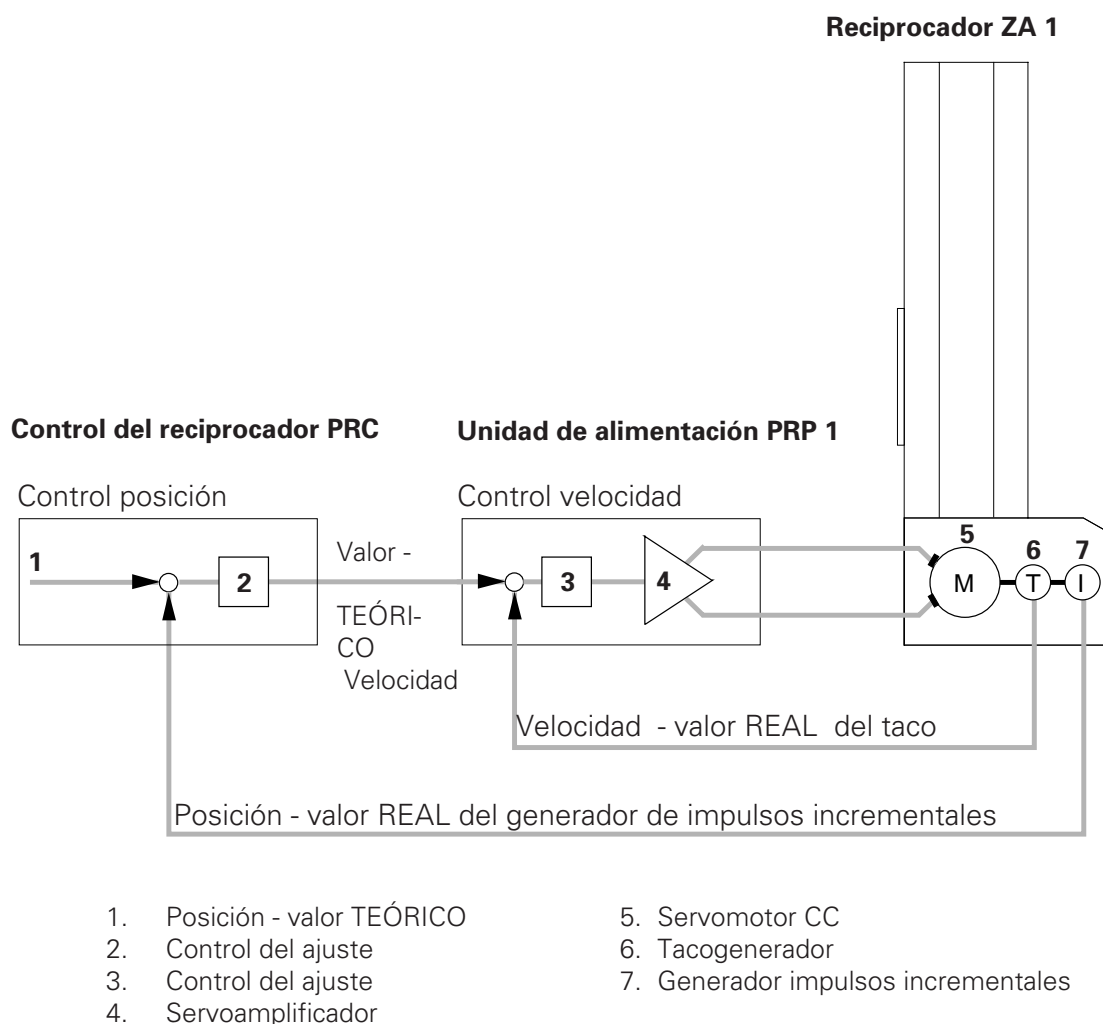 Reciprocador ZA 1
Control del reciprocador PRC
Unidad de alimentación PRP 1
Control posición
Control velocidad
1
2
Valor -
TEÓRI-
CO
Velocidad
3
4
5
6
7
M
T
I
Velocidad - valor REAL del taco
Posición - valor REAL del generador de impulsos incrementales
1. Posición - valor TEÓRICO
2. Control del ajuste
3. Control del ajuste
4. Servoamplificador
5. Servomotor CC
6. Tacogenerador
7. Generador impulsos incrementales